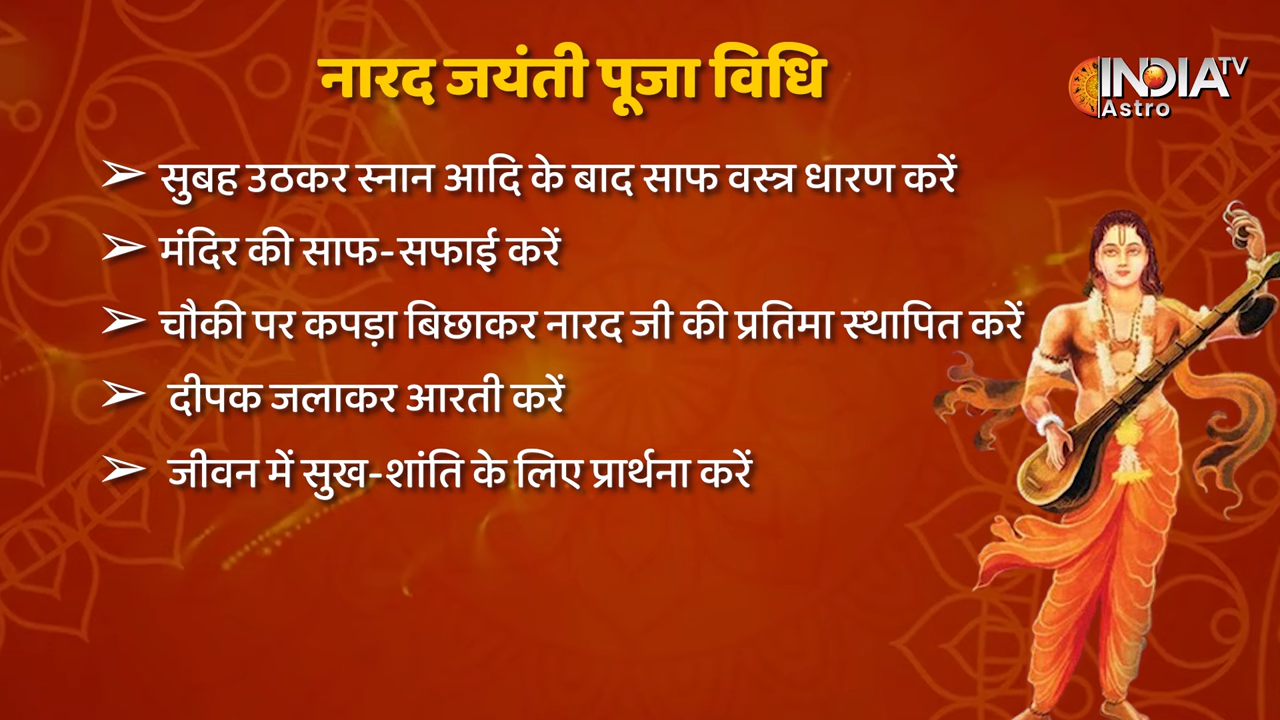 नारद जयंती पूजा विधि
INDIA TV
Astro
➢ सुबह उठकर स्नान आदि के बाद साफ वस्त्र धारण करें
➢ मंदिर की साफ-सफाई करें
➢ चौकी पर कपड़ा बिछाकर नारद जी की प्रतिमा स्थापित करें
➢ दीपक जलाकर आरती करें
➢ जीवन में सुख-शांति के लिए प्रार्थना करें